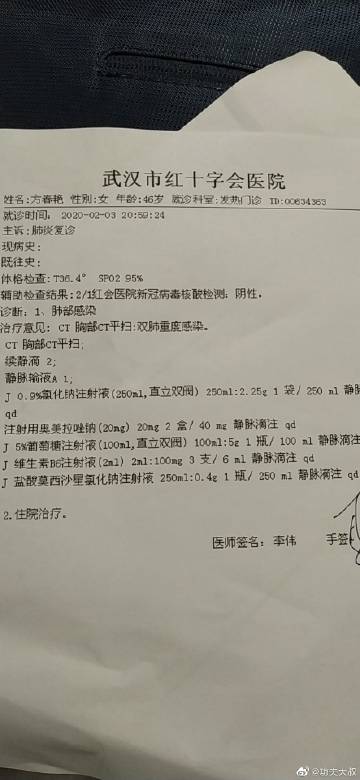 武汉市红十字会医院
姓名:方春艳 性别:女 年龄:46岁 就诊科室:发热门诊 ID:00634363
就诊时间: 2020-02-03 20:59:24
主诉:肺炎复诊
现病史:
既往史:
体格检查:T36.4° SPO2 95%
辅助检查结果:2/1红会医院新冠病毒核酸检测: 阴性。
诊断: 1、肺部感染
治疗意见: CT 胸部CT平扫:双肺重度感染。
CT 胸部CT平扫;
续静滴 2;
静脉输液A 1;
J 0.9%氯化钠注射液(250ml,直立双阀) 250ml:2.25g 1 袋/ 250 ml 静脉
qd
注射用奥美拉唑钠(20mg) 20mg 2 盒/ 40 mg 静脉滴注 qd
J 5%葡萄糖注射液(100ml,直立双阀) 100ml:5g 1 瓶/ 100 ml 静脉滴
J 维生素B6注射液(2ml) 2ml:100mg 3 支/ 6 ml 静脉滴注 qd
J 盐酸莫西沙星氯化钠注射液 250ml:0.4g 1 瓶/ 250 ml 静脉滴注 qd
2.住院治疗。
医师签名: 李伟 手签
@功夫大叔